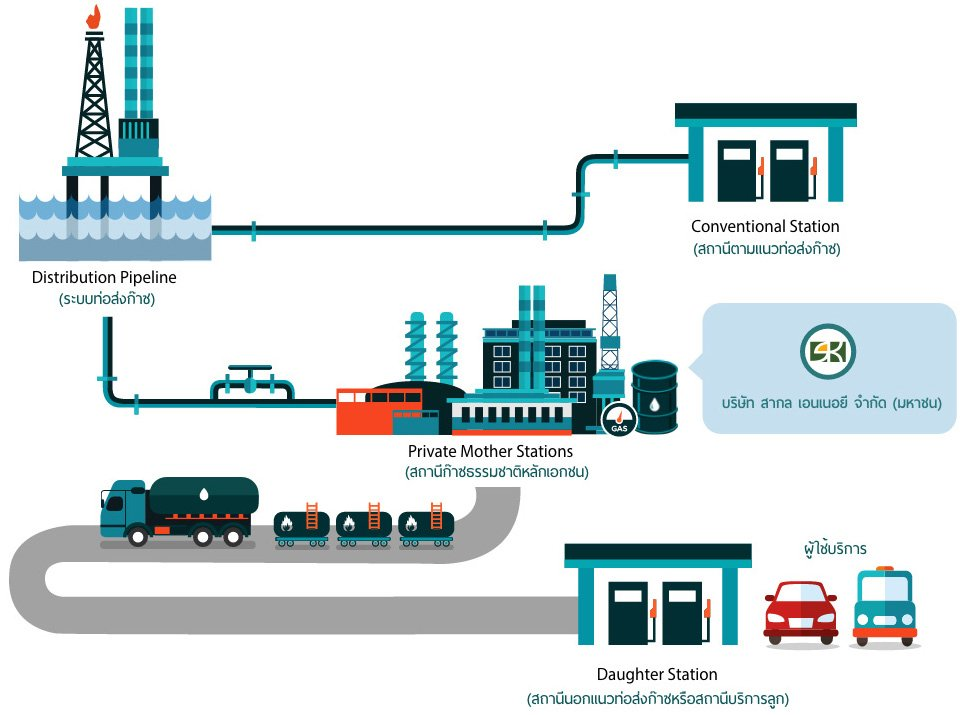 Conventional Station
(สถานีตามแนวท่อส่งก๊าซ)
Distribution Pipeline
(ระบบท่อส่งก๊าซ)
บริษัท สากล เอนเนอยี จำกัด (มหาชน)
GAS
Private Mother Stations
(สถานีก๊าซธรรมชาติหลักเอกชน)
ผู้ใช้บริการ
Daughter Station
(สถานีนอกแนวท่อส่งก๊าซหรือสถานีบริการลูก)